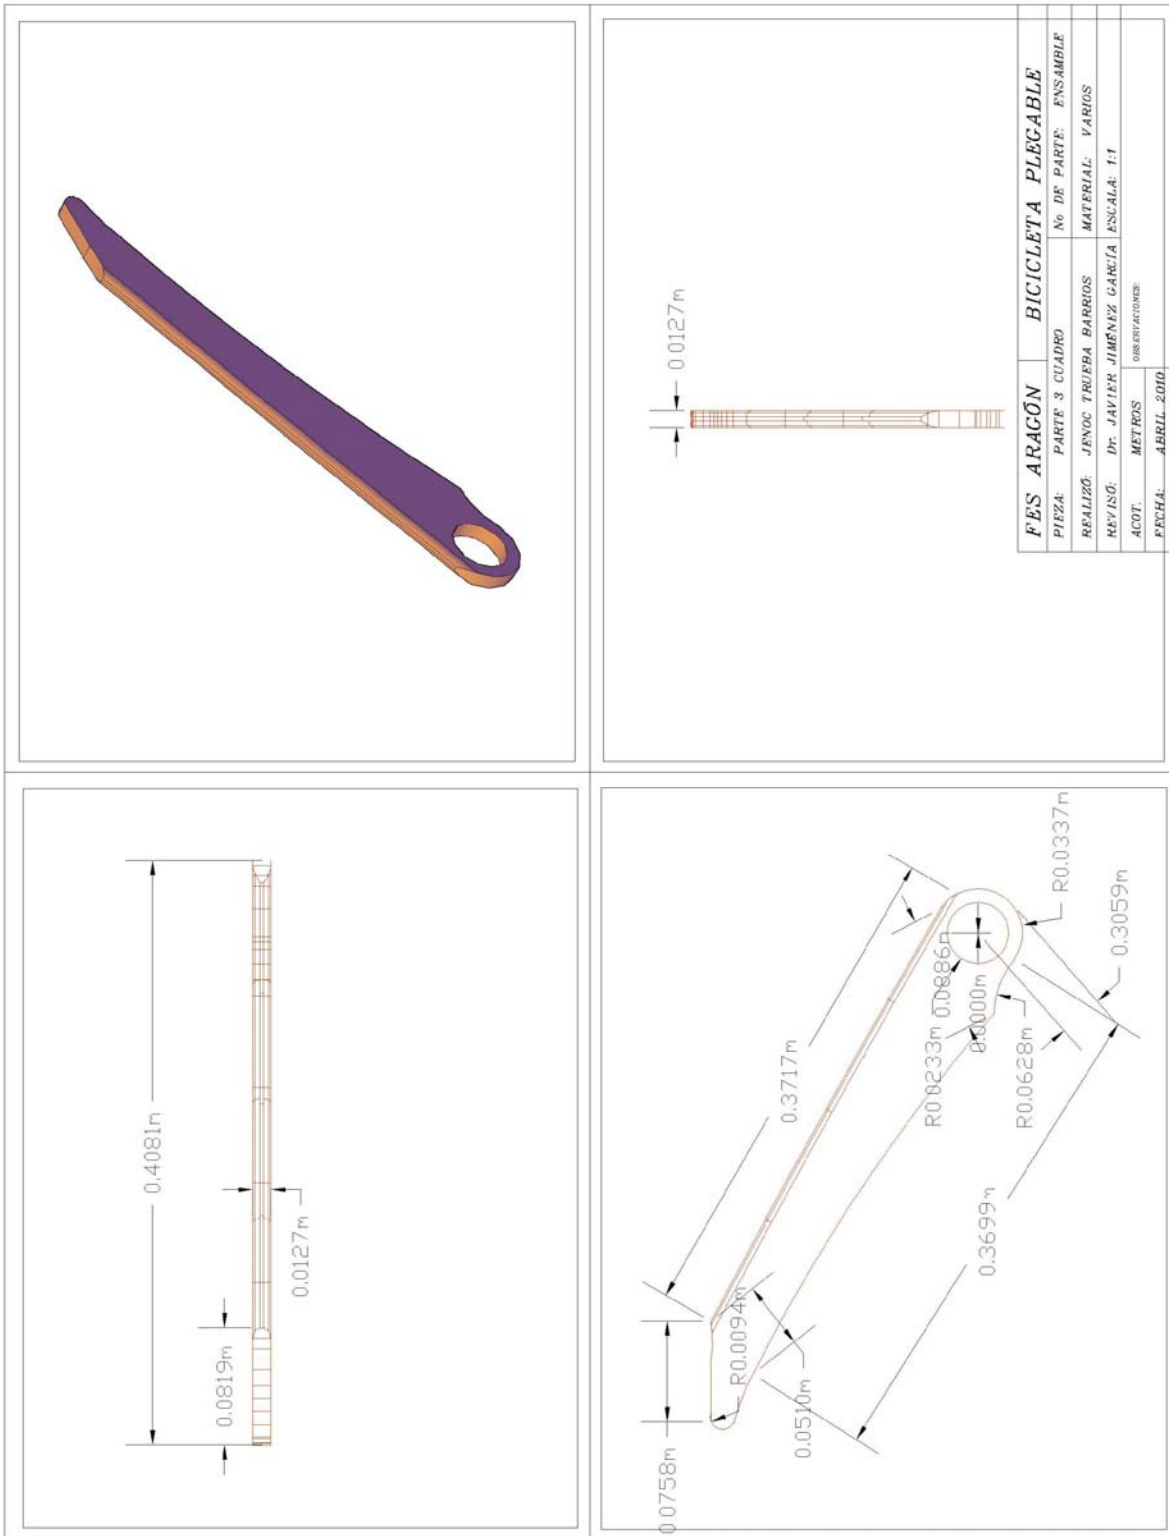 0.0127m
FES ARAGÓN
BICICLETA PLEGABLE
PIEZA: PARTE 3 CUADRO
No DE PARTE: ENSAMBLE
REALIZÓ: JENOC TRUEBA BARRIOS
MATERIAL: VARIOS
REVISÓ: Dr. JAVIER JIMÉNEZ GARCÍA
ESCALA: 1:1
ACOT. METROS
OBSERVACIONES:
FECHA: ABRIL 2010
0.4081m
0.0127m
0.0819m
R0.0337m
0.3059m
0.0886m
0.0000m
R0.0233m
R0.0628m
0.3717m
0.3699m
R0.0094m
0.0510m
0.0758m